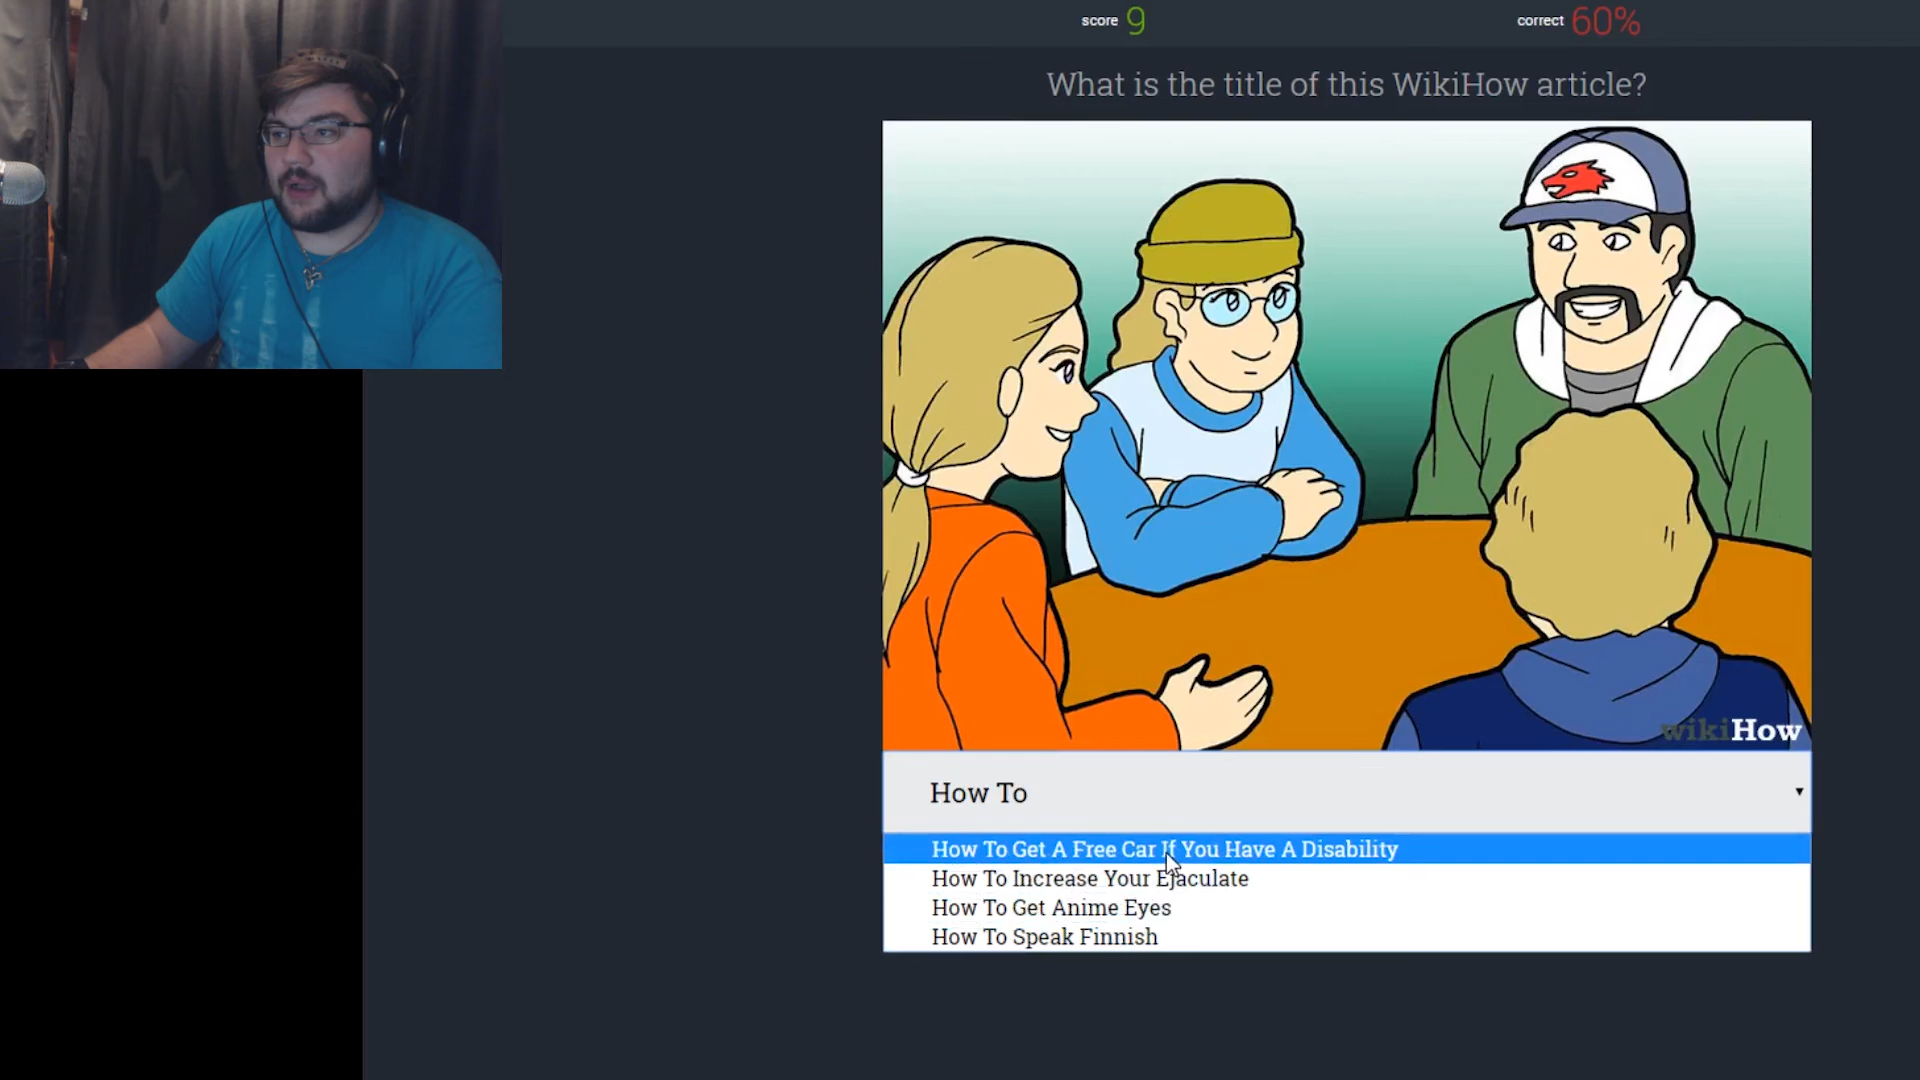 score 9
correct 60%
What is the title of this WikiHow article?
wikiHow
How To
How To Get A Free Car If You Have A Disability
How To Increase Your Ejaculate
How To Get Anime Eyes
How To Speak Finnish